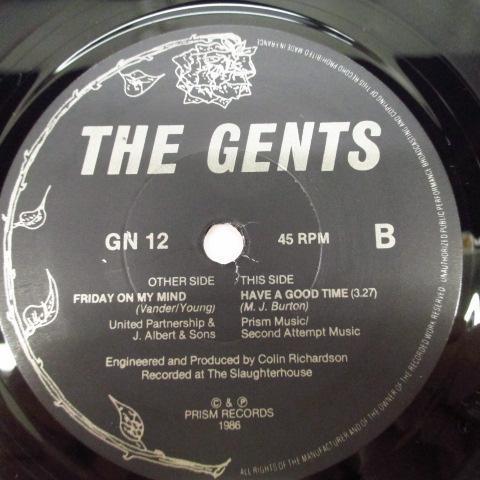 THE GENTS
GN 12 45 RPM B
OTHER SIDE THIS SIDE
FRIDAY ON MY MIND HAVE A GOOD TIME (3.27)
(Vander/Young) (M. J. Burton)
United Partnership & Prism Music/
J. Albert & Sons Second Attempt Music
Engineered and Produced by Colin Richardson
Recorded at The Slaughterhouse
© & ℗
PRISM RECORDS
1986
ALL RIGHTS OF THE MANUFACTURER AND OF THE OWNER OF THE RECORDED WORK RESERVED. UNAUTHORIZED PUBLIC PERFORMANCE BROADCASTING AND COPYING OF THIS RECORD PROHIBITED MADE IN FRANCE